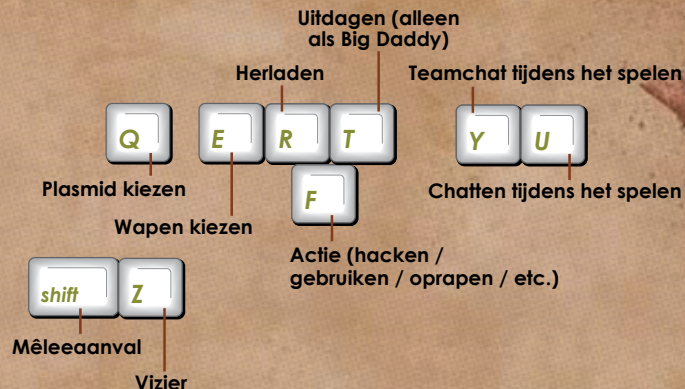 Uitdagen (alleen
als Big Daddy)
Herladen
Teamchat tijdens het spelen
Q
E
R
T
Y
U
Plasmid kiezen
Chatten tijdens het spelen
F
Wapen kiezen
Actie (hacken /
gebruiken / oprapen / etc.)
shift
Z
Mêleeaanval
Vizier